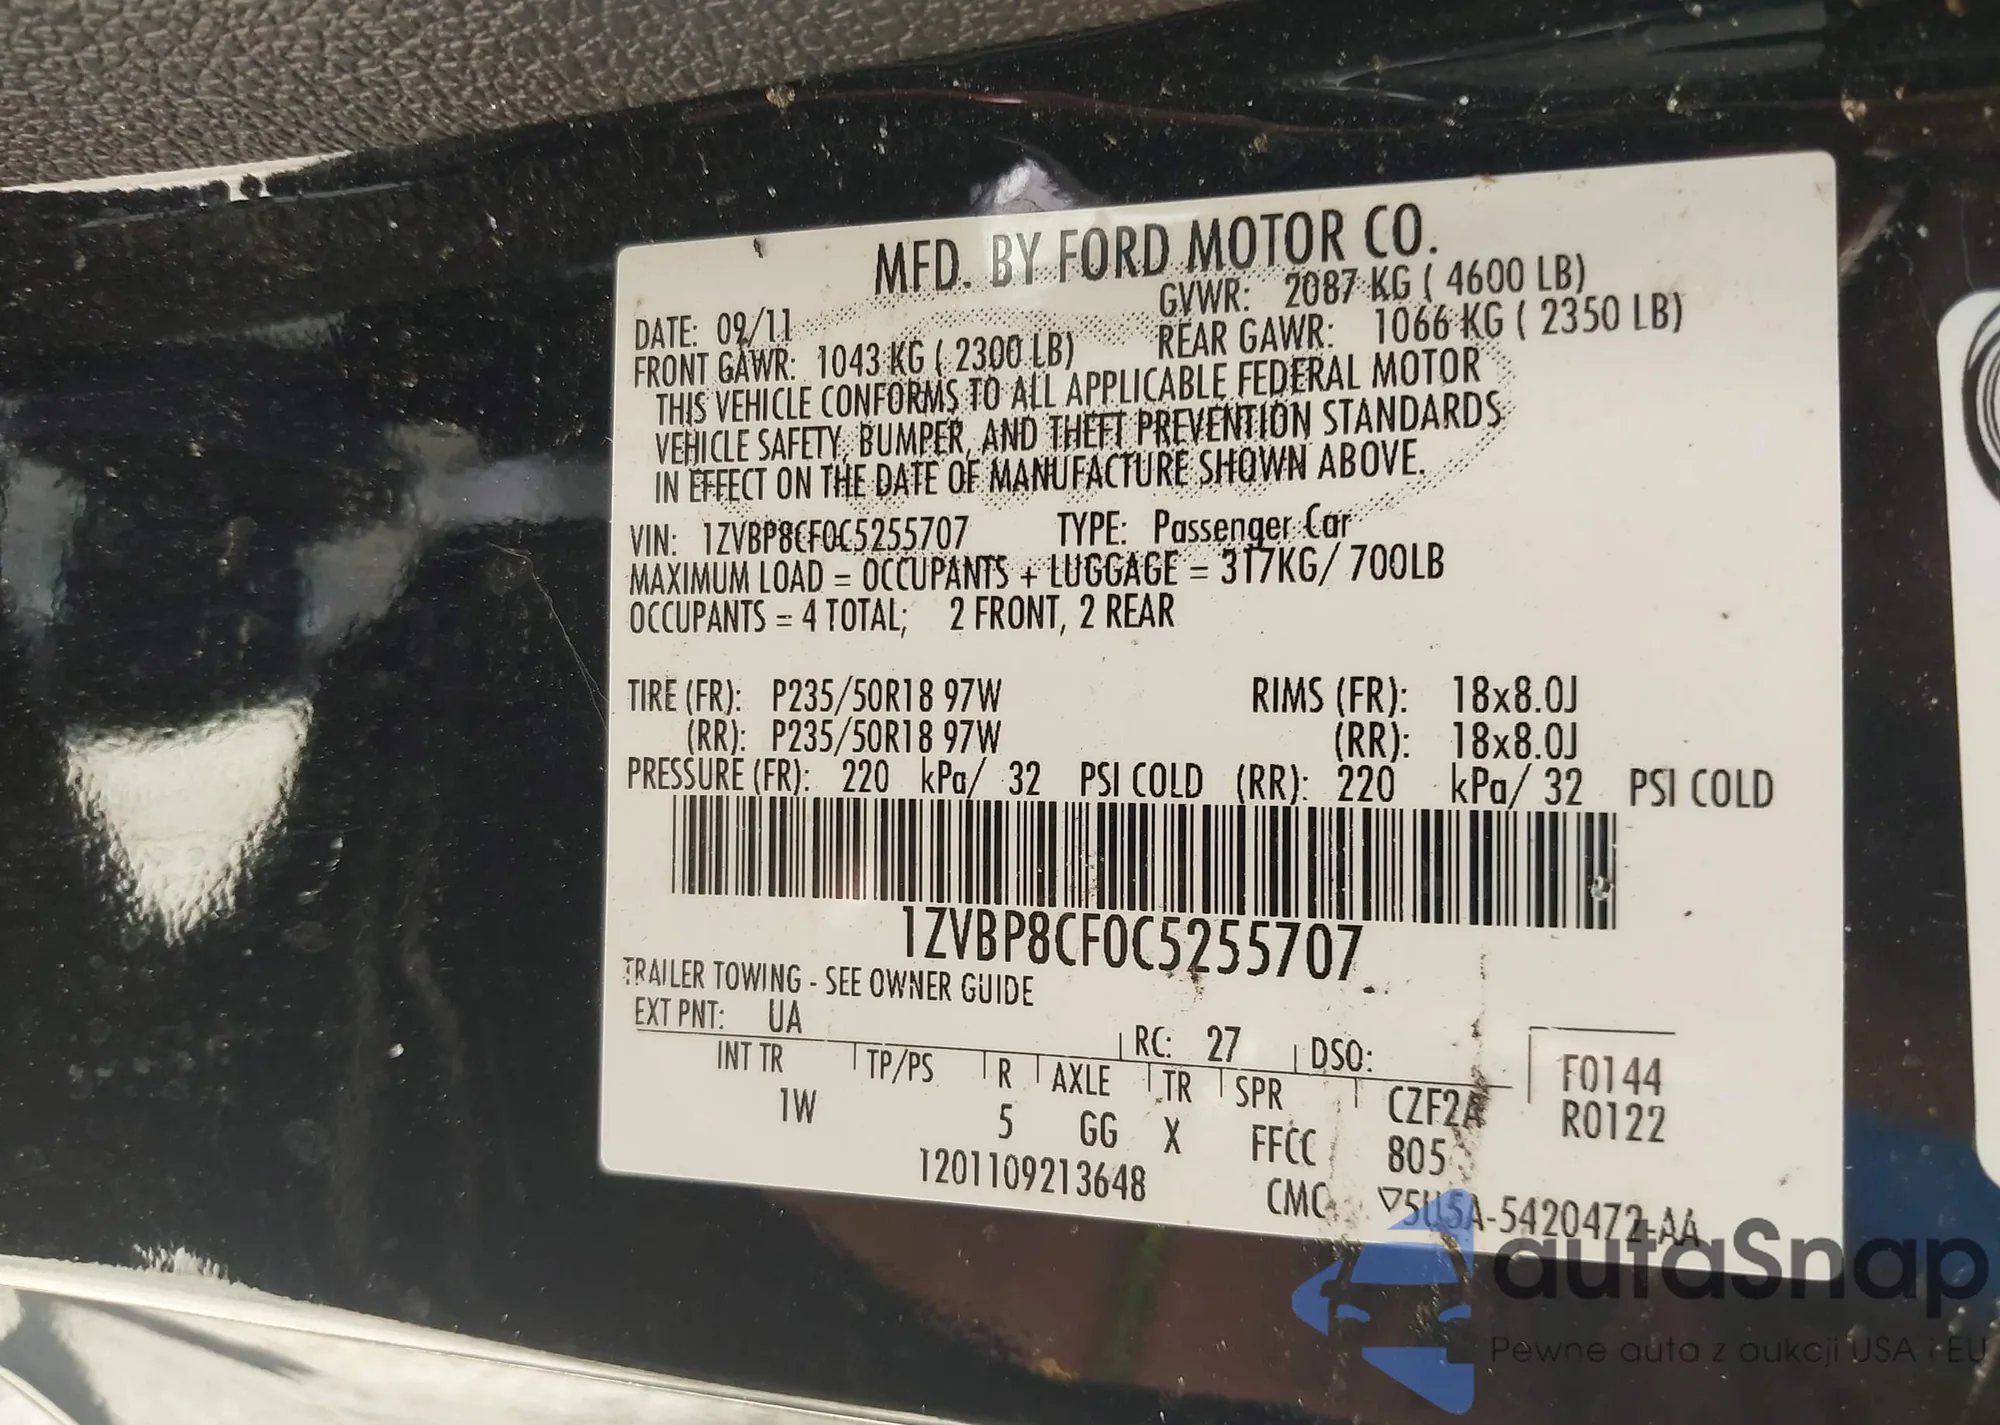 MFD. BY FORD MOTOR CO.
DATE: 09/11 GVWR: 2087 KG ( 4600 LB)
FRONT GAWR: 1043 KG ( 2300 LB) REAR GAWR: 1066 KG ( 2350 LB)
THIS VEHICLE CONFORMS TO ALL APPLICABLE FEDERAL MOTOR
VEHICLE SAFETY, BUMPER, AND THEFT PREVENTION STANDARDS
IN EFFECT ON THE DATE OF MANUFACTURE SHOWN ABOVE.
VIN: 1ZVBP8CF0C5255707 TYPE: Passenger Car
MAXIMUM LOAD = OCCUPANTS + LUGGAGE = 317KG/ 700LB
OCCUPANTS = 4 TOTAL; 2 FRONT, 2 REAR
TIRE (FR): P235/50R18 97W RIMS (FR): 18x8.0J
(RR): P235/50R18 97W (RR): 18x8.0J
PRESSURE (FR): 220 kPa/ 32 PSI COLD (RR): 220 kPa/ 32 PSI COLD
1ZVBP8CF0C5255707
TRAILER TOWING - SEE OWNER GUIDE
EXT PNT: UA RC: 27 DSO:
INT TR TP/PS R AXLE TR SPR CZF2A F0144
1W 5 GG X FFCC 805 R0122
1201109213648 CMC ▽5U5A-5420472-AA
autaSnap
Pewne auta z aukcji USA i EU